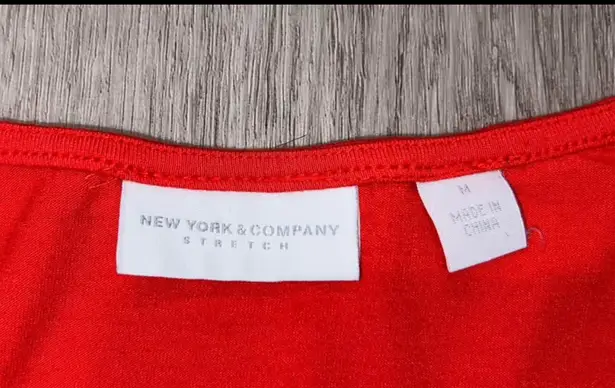 NEW YORK & COMPANY
STRETCH
M
MADE IN
CHINA